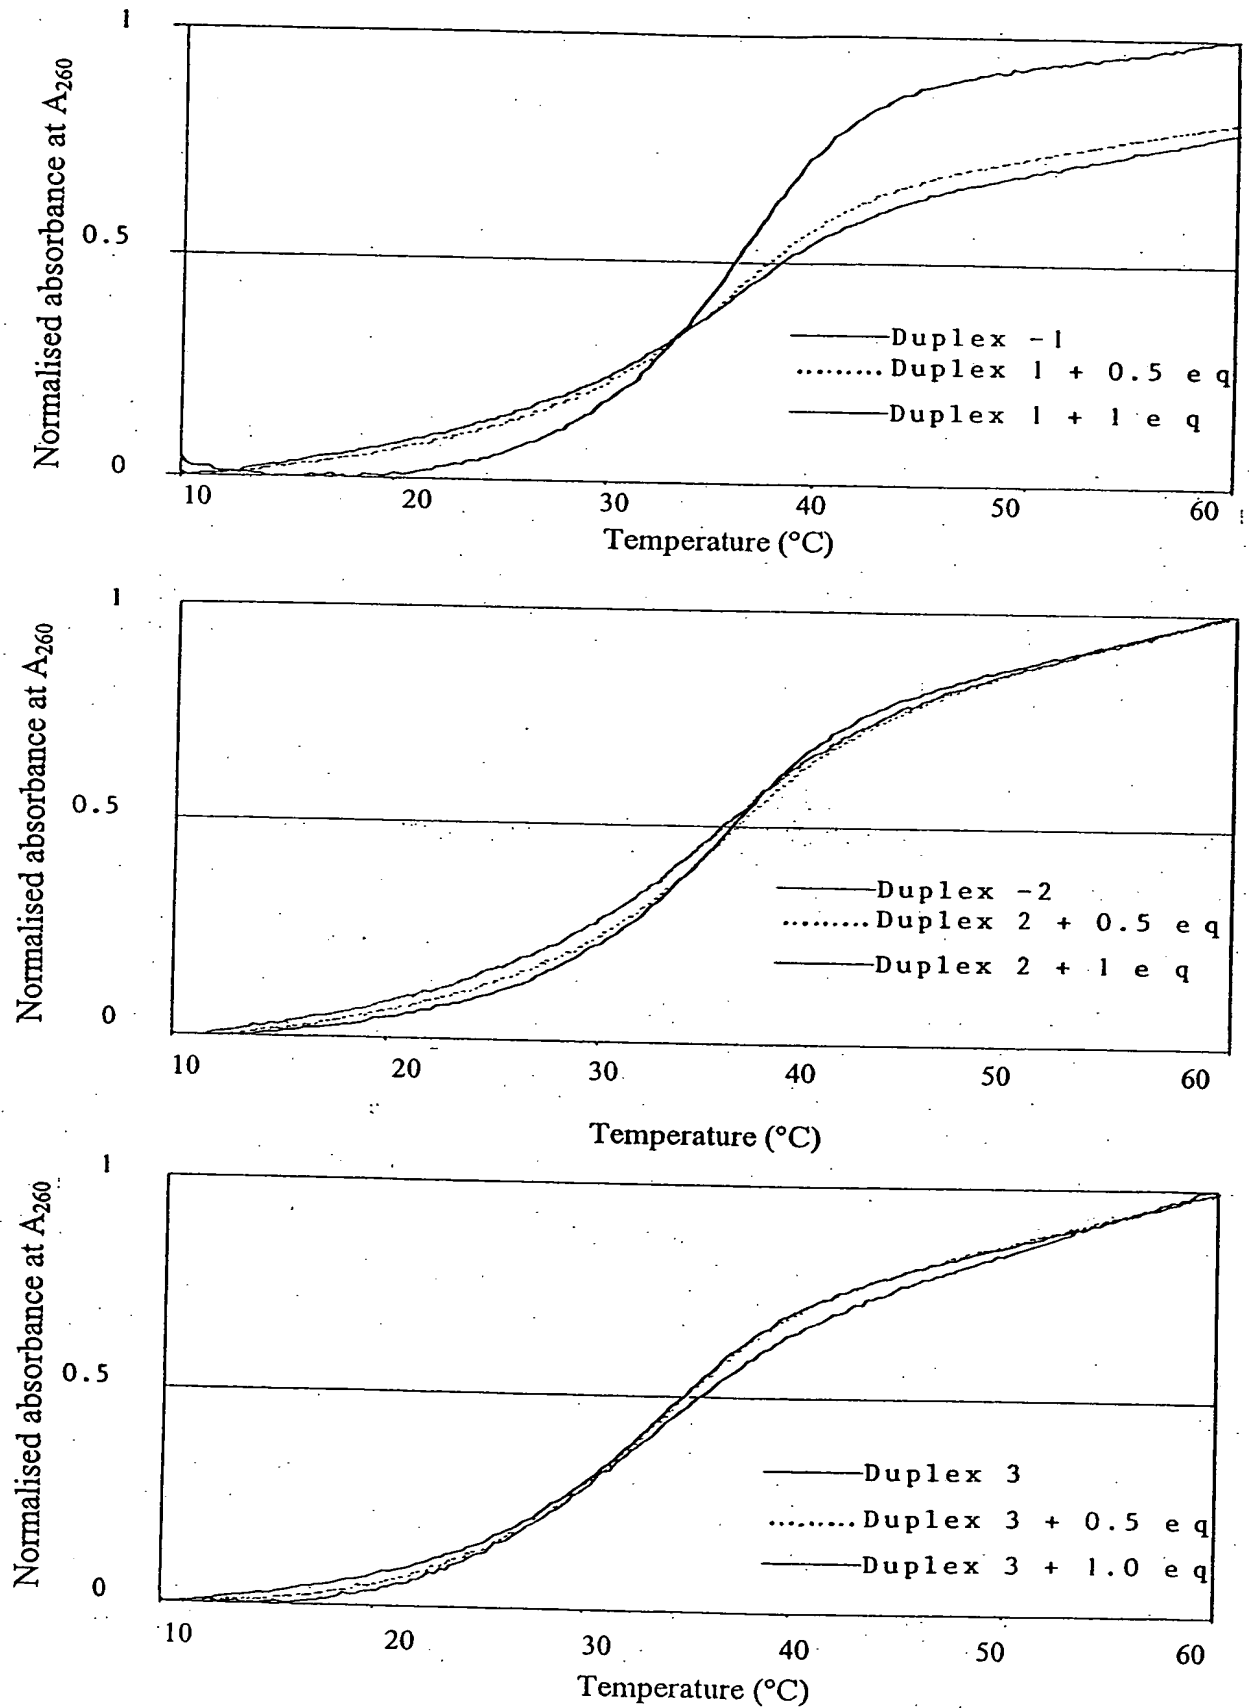 1
Normalised absorbance at A260
0.5
Duplex -1
Duplex 1 + 0.5 eq
Duplex 1 + 1 eq
0
10 20 30 40 50 60
Temperature (°C)
1
Normalised absorbance at A260
0.5
Duplex -2
Duplex 2 + 0.5 eq
Duplex 2 + 1 eq
0
10 20 30 40 50 60
Temperature (°C)
1
Normalised absorbance at A260
0.5
Duplex 3
Duplex 3 + 0.5 eq
Duplex 3 + 1.0 eq
0
10 20 30 40 50 60
Temperature (°C)